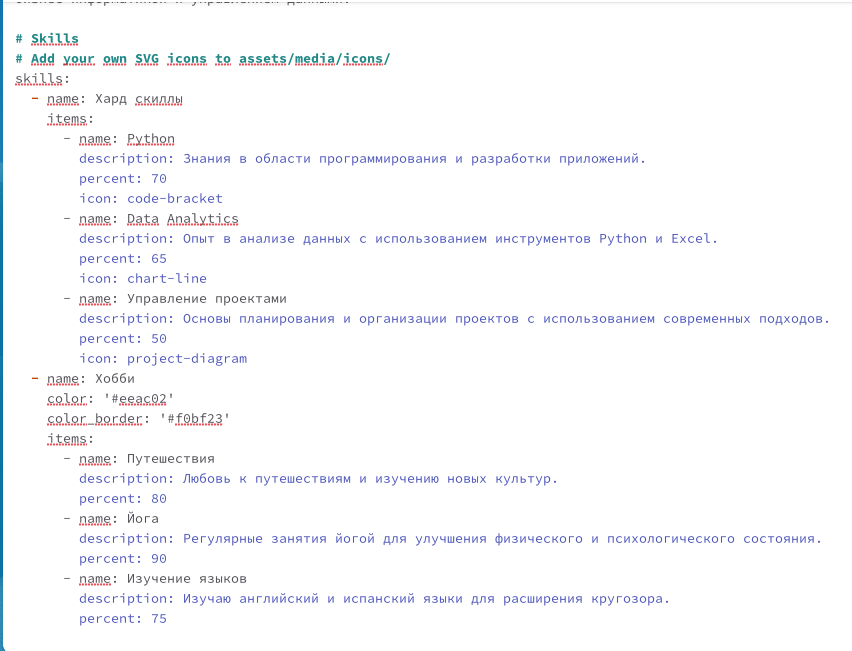 # Skills
# Add your own SVG icons to assets/media/icons/
skills:
  - name: Хард скиллы
    items:
      - name: Python
        description: Знания в области программирования и разработки приложений.
        percent: 70
        icon: code-bracket
      - name: Data Analytics
        description: Опыт в анализе данных с использованием инструментов Python и Excel.
        percent: 65
        icon: chart-line
      - name: Управление проектами
        description: Основы планирования и организации проектов с использованием современных подходов.
        percent: 50
        icon: project-diagram
  - name: Хобби
    color: '#eeac02'
    color_border: '#f0bf23'
    items:
      - name: Путешествия
        description: Любовь к путешествиям и изучению новых культур.
        percent: 80
      - name: Йога
        description: Регулярные занятия йогой для улучшения физического и психологического состояния.
        percent: 90
      - name: Изучение языков
        description: Изучаю английский и испанский языки для расширения кругозора.
        percent: 75